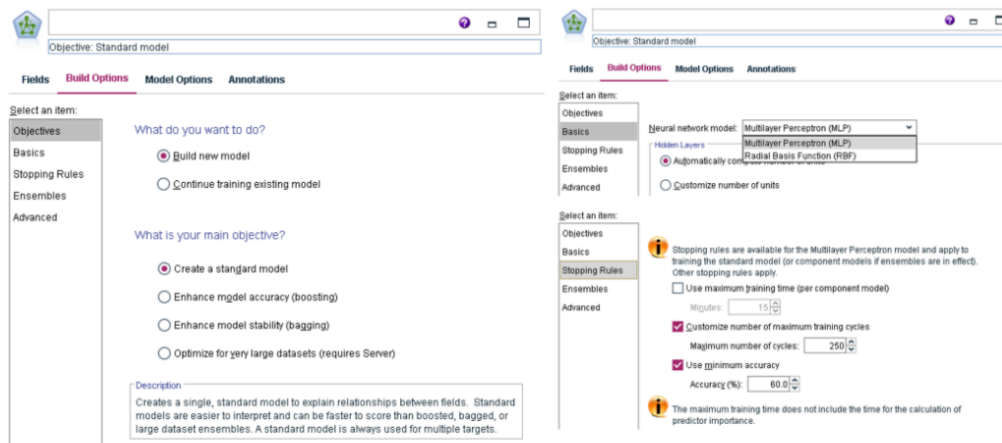 Objective: Standard model
Fields Build Options Model Options Annotations
Select an item:
Objectives
Basics
Stopping Rules
Ensembles
Advanced
What do you want to do?
Build new model
Continue training existing model
What is your main objective?
Create a standard model
Enhance model accuracy (boosting)
Enhance model stability (bagging)
Optimize for very large datasets (requires Server)
Description
Creates a single, standard model to explain relationships between fields. Standard
models are easier to interpret and can be faster to score than boosted, bagged, or
large dataset ensembles. A standard model is always used for multiple targets.
Objective: Standard model
Fields Build Options Model Options Annotations
Select an item:
Objectives
Basics
Stopping Rules
Ensembles
Advanced
Neural network model: Multilayer Perceptron (MLP)
Multilayer Perceptron (MLP)
Radial Basis Function (RBF)
Hidden Layers
Automatically
Customize number of units
Select an item:
Objectives
Basics
Stopping Rules
Ensembles
Advanced
Stopping rules are available for the Multilayer Perceptron model and apply to
training the standard model (or component models if ensembles are in effect).
Other stopping rules apply.
Use maximum training time (per component model)
Minutes: 15
Customize number of maximum training cycles
Maximum number of cycles: 250
Use minimum accuracy
Accuracy (%): 60.0
The maximum training time does not include the time for the calculation of
predictor importance.